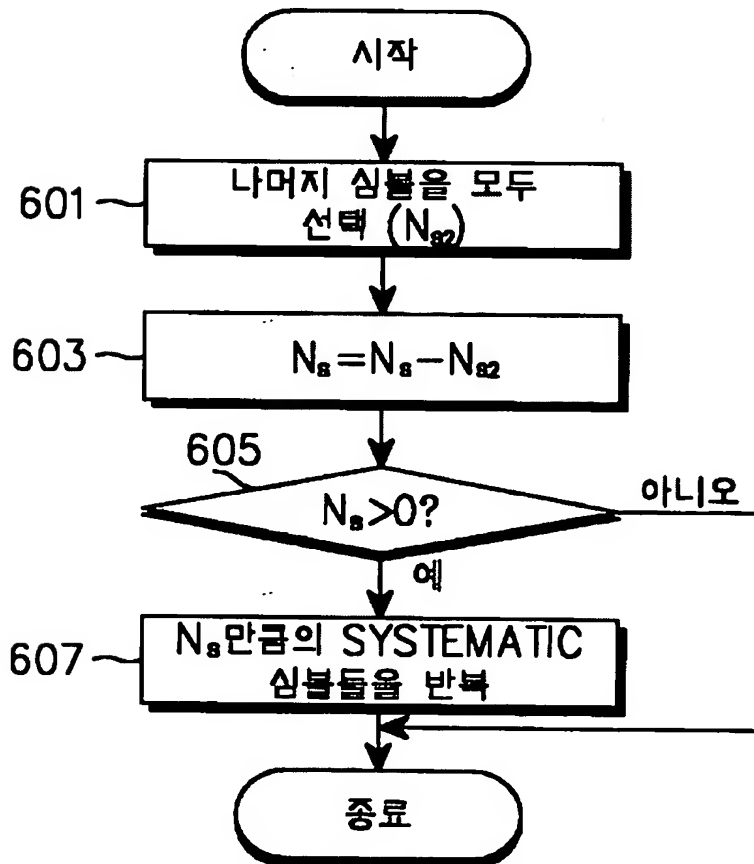 시작
601
나머지 심볼을 모두
선택 (Ns2)
603
Ns=Ns-Ns2
605
Ns>0?
아니오
예
607
Ns만큼의 SYSTEMATIC
심볼들을 반복
종료